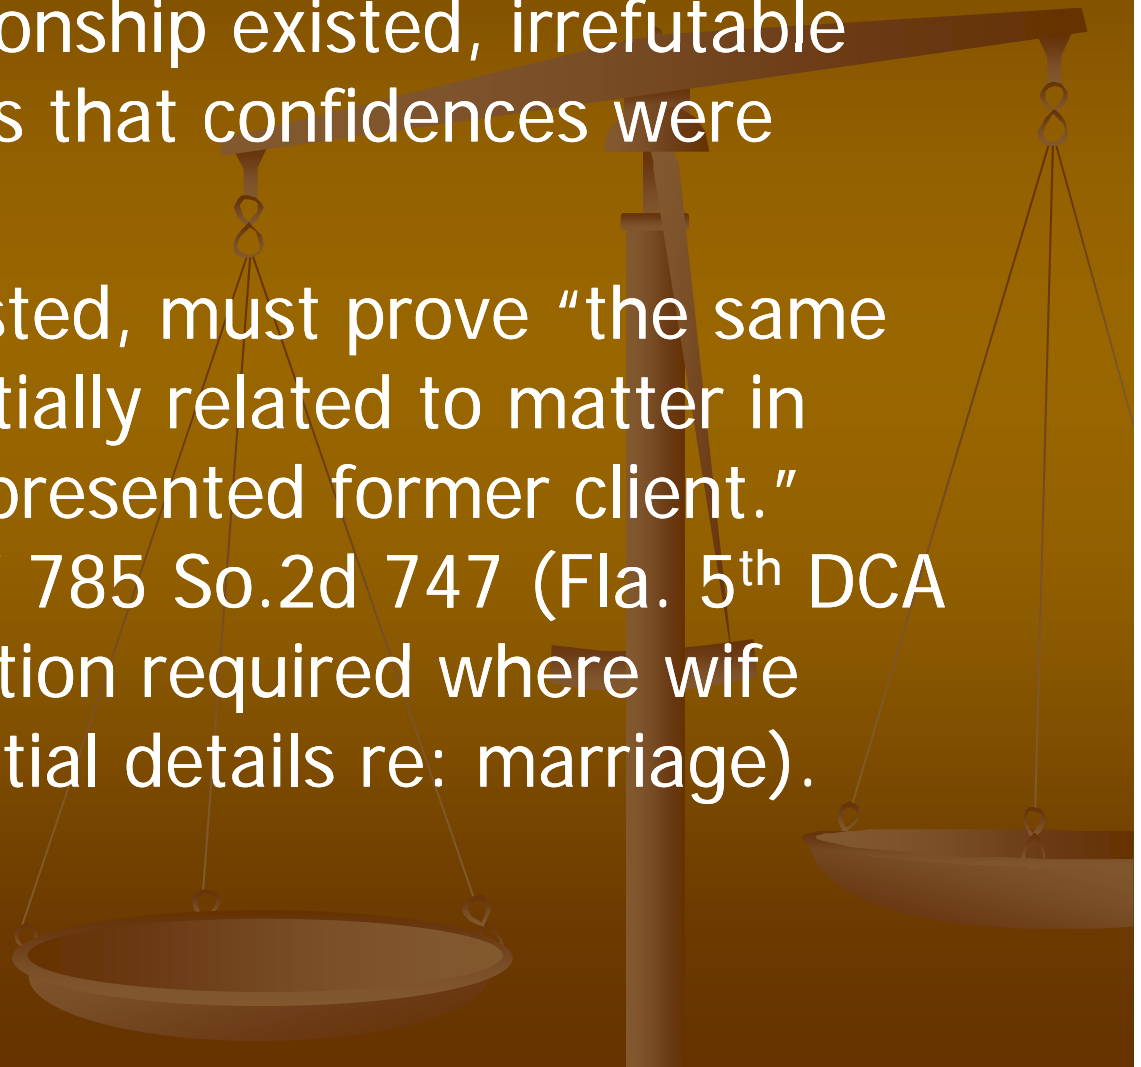 onship existed, irrefutable
s that confidences were
sted, must prove “the same
tially related to matter in
presented former client.”
785 So.2d 747 (Fla. 5th DCA
tion required where wife
tial details re: marriage).